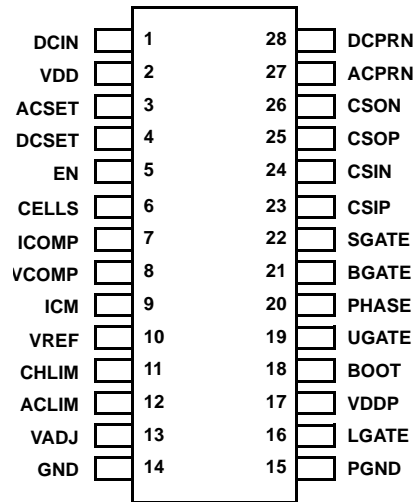 DCIN 1 28 DCPRN
VDD 2 27 ACPRN
ACSET 3 26 CSON
DCSET 4 25 CSOP
EN 5 24 CSIN
CELLS 6 23 CSIP
ICOMP 7 22 SGATE
VCOMP 8 21 BGATE
ICM 9 20 PHASE
VREF 10 19 UGATE
CHLIM 11 18 BOOT
ACLIM 12 17 VDDP
VADJ 13 16 LGATE
GND 14 15 PGND